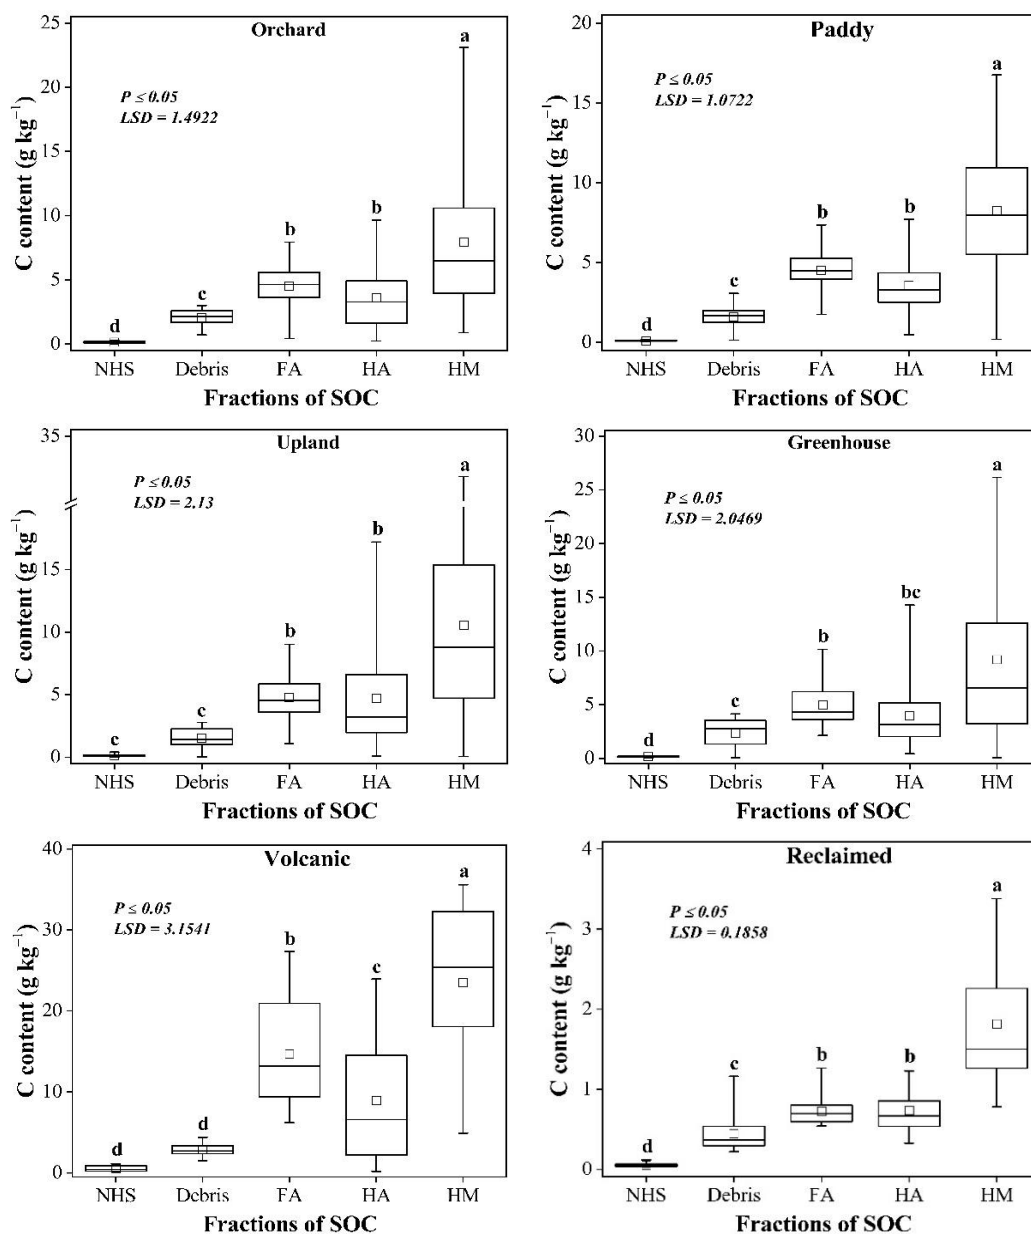 Orchard
P ≤ 0.05
LSD = 1.4922
C content (g kg⁻¹)
25
20
15
10
5
0
d
c
b
b
a
NHS Debris FA HA HM
Fractions of SOC
Paddy
P ≤ 0.05
LSD = 1.0722
C content (g kg⁻¹)
20
15
10
5
0
d
c
b
b
a
NHS Debris FA HA HM
Fractions of SOC
Upland
P ≤ 0.05
LSD = 2.13
C content (g kg⁻¹)
35
15
10
5
0
c
c
b
b
a
NHS Debris FA HA HM
Fractions of SOC
Greenhouse
P ≤ 0.05
LSD = 2.0469
C content (g kg⁻¹)
30
25
20
15
10
5
0
d
c
b
bc
a
NHS Debris FA HA HM
Fractions of SOC
Volcanic
P ≤ 0.05
LSD = 3.1541
C content (g kg⁻¹)
40
30
20
10
0
d
d
b
c
a
NHS Debris FA HA HM
Fractions of SOC
Reclaimed
P ≤ 0.05
LSD = 0.1858
C content (g kg⁻¹)
4
3
2
1
0
d
c
b
b
a
NHS Debris FA HA HM
Fractions of SOC